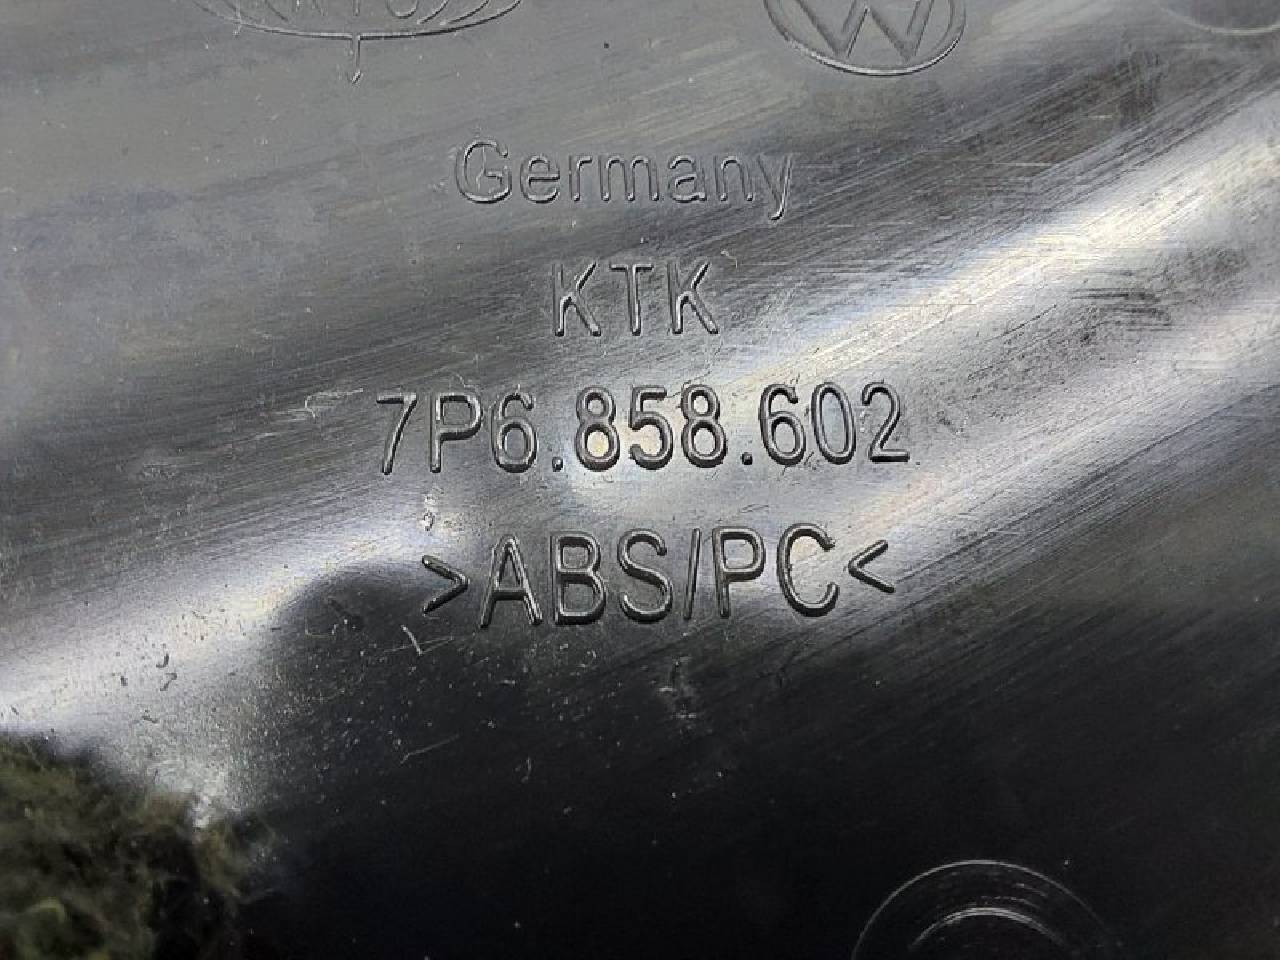 Germany
KTK
7P6.858.602
>ABS/PC<